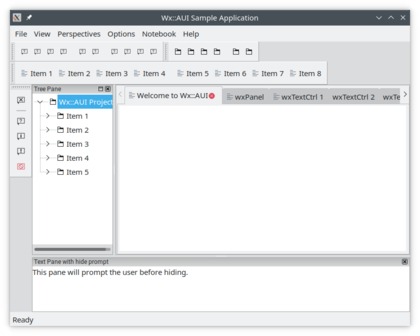 Wx::AUI Sample Application
File View Perspectives Options Notebook Help
Item 1 Item 2 Item 3 Item 4 Item 5 Item 6 Item 7 Item 8
Tree Pane
Welcome to Wx::AUI wxPanel wxTextCtrl 1 wxTextCtrl 2 wxTe
Wx::AUI Project
Item 1
Item 2
Item 3
Item 4
Item 5
Text Pane with hide prompt
This pane will prompt the user before hiding.
Ready